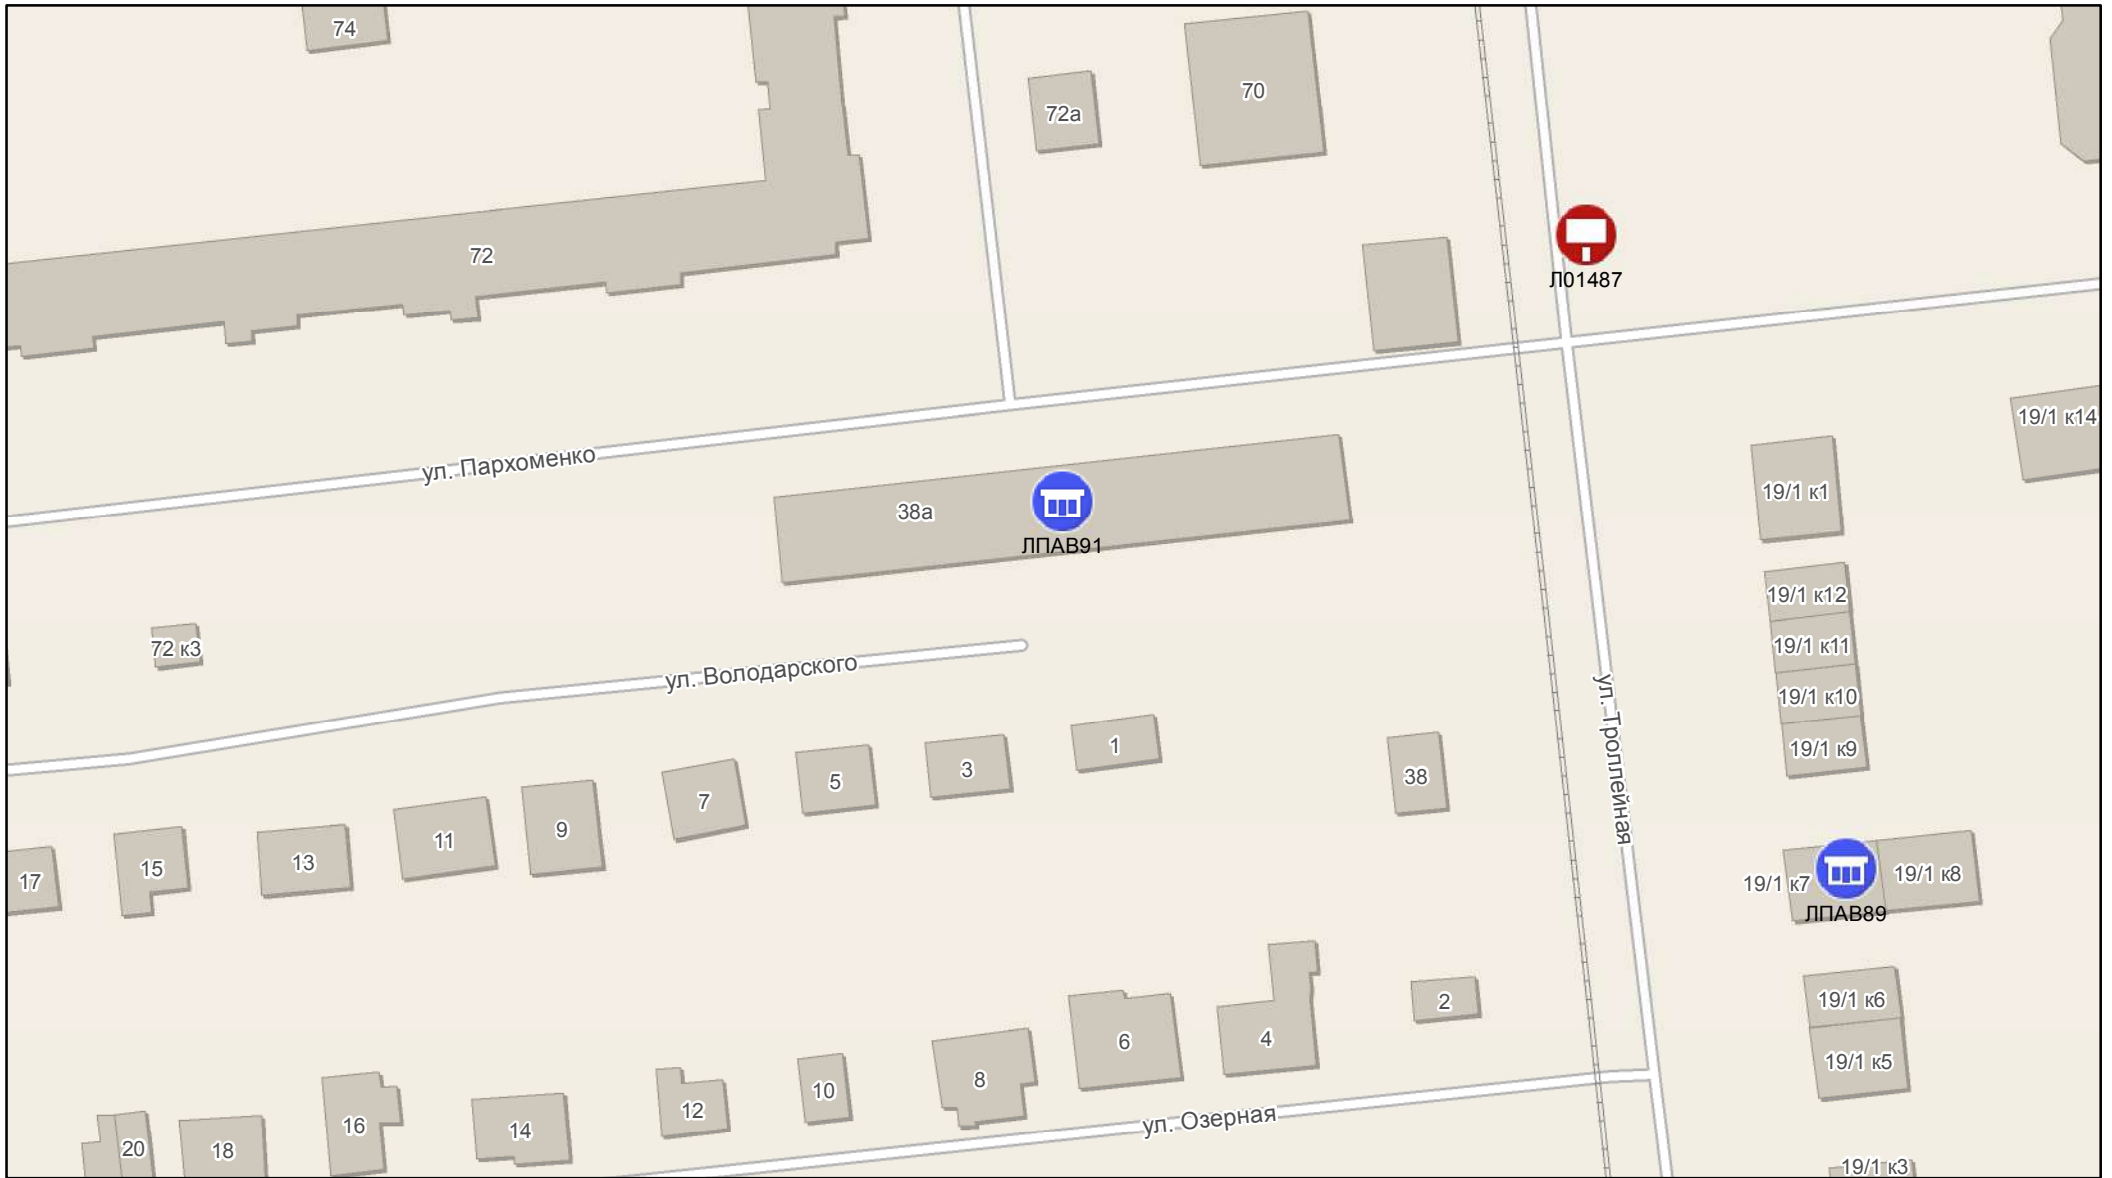 74
72а
70
72
Л01487
19/1 к14
ул. Пархоменко
19/1 к1
38а
ЛПАВ91
19/1 к12
72 к3
19/1 к11
ул. Володарского
19/1 к10
ул. Троллейная
1
19/1 к9
3
5
38
7
9
11
13
15
17
19/1 к7
19/1 к8
ЛПАВ89
2
19/1 к6
4
6
19/1 к5
8
10
12
ул. Озерная
16
14
20
18
19/1 к3